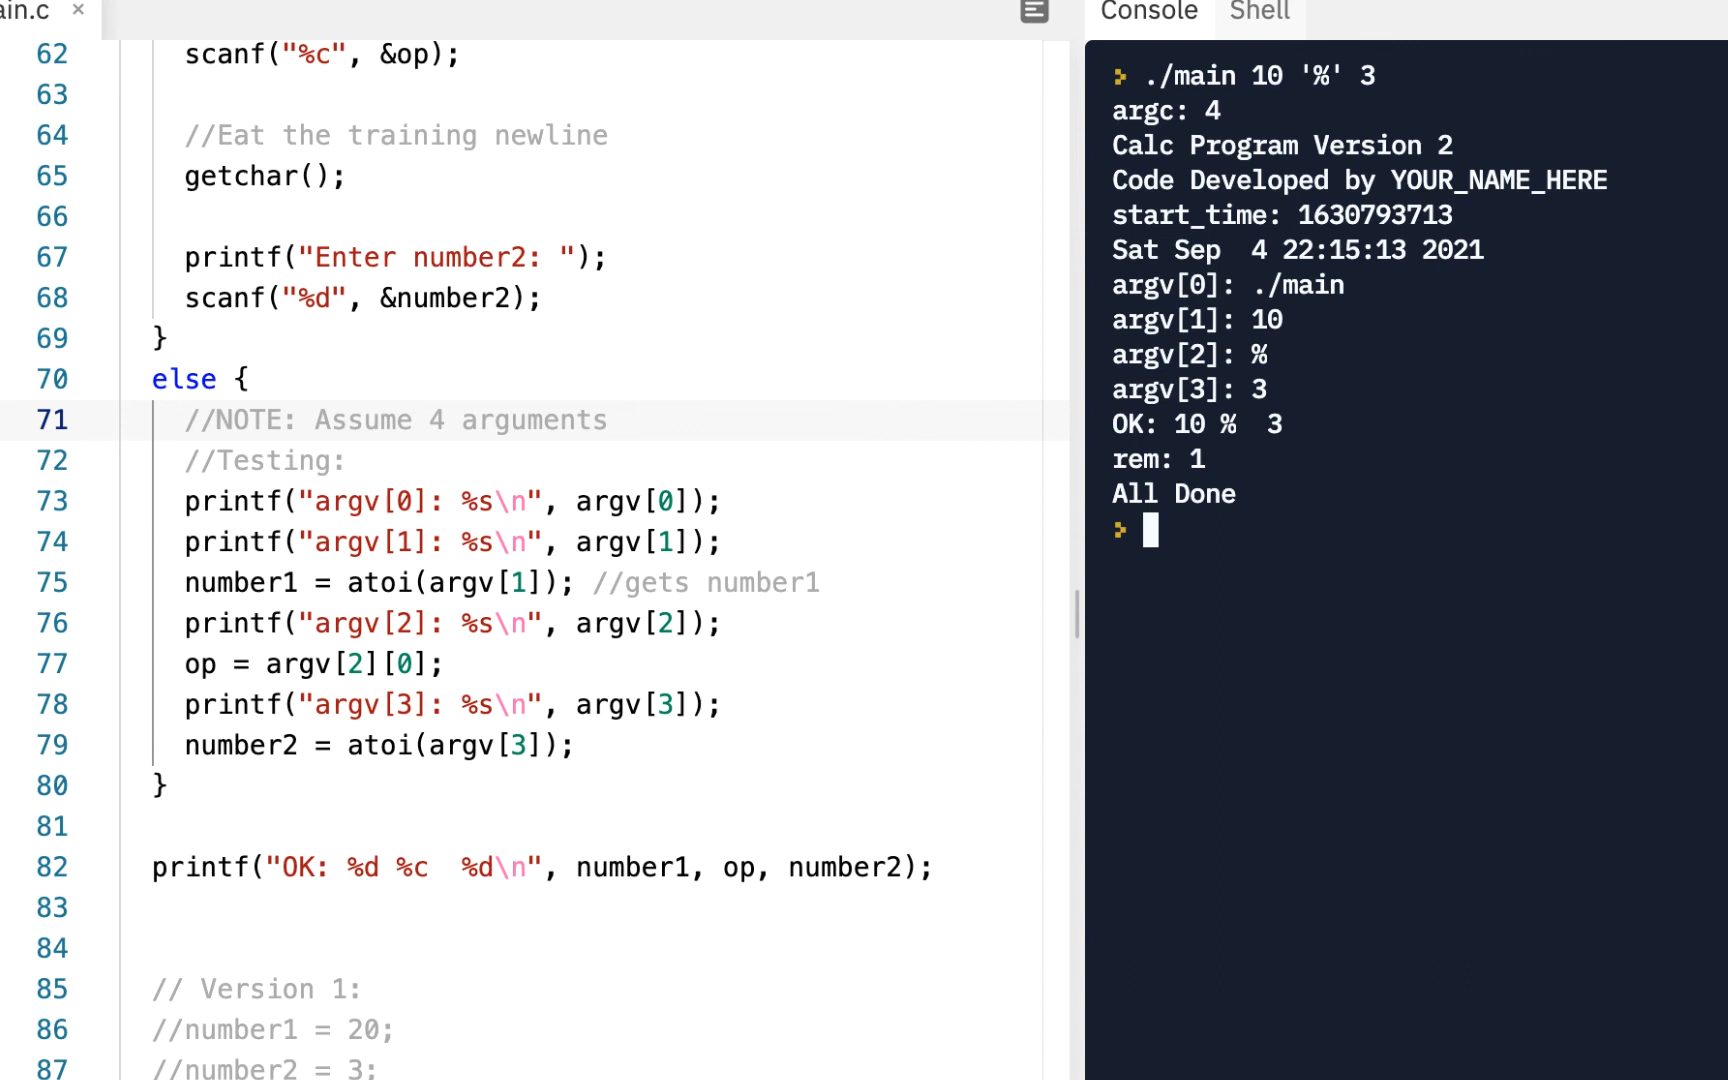 ain.c ×
62 scanf("%c", &op);
63
64 //Eat the training newline
65 getchar();
66
67 printf("Enter number2: ");
68 scanf("%d", &number2);
69 }
70 else {
71 //NOTE: Assume 4 arguments
72 //Testing:
73 printf("argv[0]: %s\n", argv[0]);
74 printf("argv[1]: %s\n", argv[1]);
75 number1 = atoi(argv[1]); //gets number1
76 printf("argv[2]: %s\n", argv[2]);
77 op = argv[2][0];
78 printf("argv[3]: %s\n", argv[3]);
79 number2 = atoi(argv[3]);
80 }
81
82 printf("OK: %d %c  %d\n", number1, op, number2);
83
84
85 // Version 1:
86 //number1 = 20;
87 //number2 = 3;
Console Shell
./main 10 '%' 3
argc: 4
Calc Program Version 2
Code Developed by YOUR_NAME_HERE
start_time: 1630793713
Sat Sep  4 22:15:13 2021
argv[0]: ./main
argv[1]: 10
argv[2]: %
argv[3]: 3
OK: 10 %  3
rem: 1
All Done